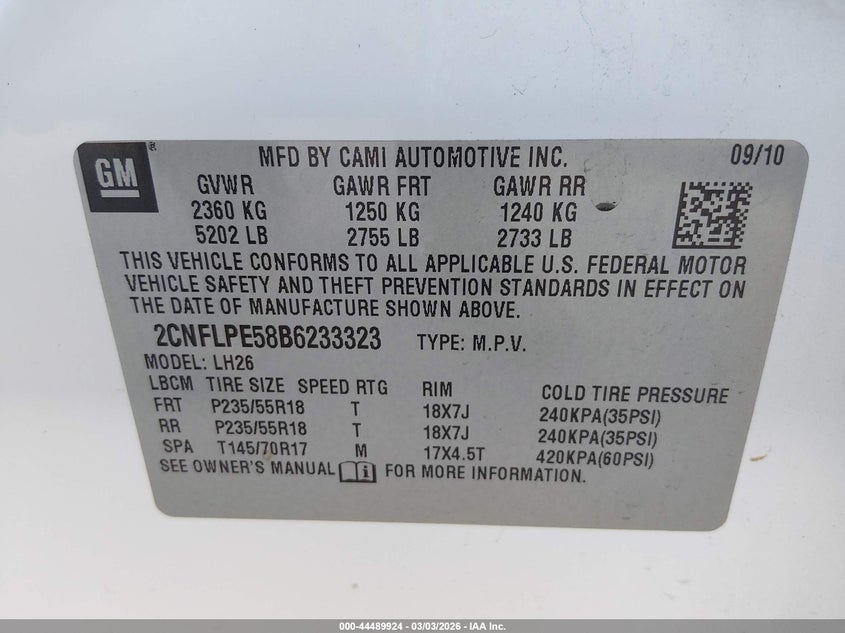 GM
MFD BY CAMI AUTOMOTIVE INC. 09/10
GVWR GAWR FRT GAWR RR
2360 KG 1250 KG 1240 KG
5202 LB 2755 LB 2733 LB
THIS VEHICLE CONFORMS TO ALL APPLICABLE U.S. FEDERAL MOTOR
VEHICLE SAFETY AND THEFT PREVENTION STANDARDS IN EFFECT ON
THE DATE OF MANUFACTURE SHOWN ABOVE.
2CNFLPE58B6233323 TYPE: M.P.V.
MODEL: LH26
LBCM TIRE SIZE SPEED RTG RIM COLD TIRE PRESSURE
FRT P235/55R18 T 18X7J 240KPA(35PSI)
RR P235/55R18 T 18X7J 240KPA(35PSI)
SPA T145/70R17 M 17X4.5T 420KPA(60PSI)
SEE OWNER'S MANUAL FOR MORE INFORMATION.
000-44489924 | 03/03/2026 - IAA Inc.